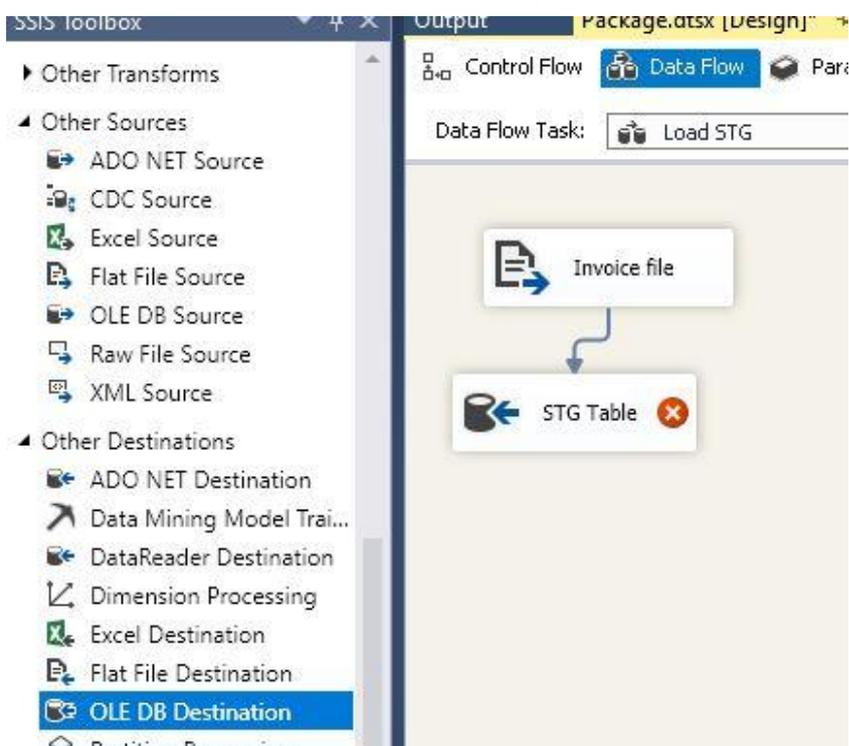 SSIS Toolbox
Output
Package.dtsx [Design]*
Other Transforms
Other Sources
ADO NET Source
CDC Source
Excel Source
Flat File Source
OLE DB Source
Raw File Source
XML Source
Other Destinations
ADO NET Destination
Data Mining Model Trai...
DataReader Destination
Dimension Processing
Excel Destination
Flat File Destination
OLE DB Destination
Control Flow
Data Flow
Para
Data Flow Task:
Load STG
Invoice file
STG Table